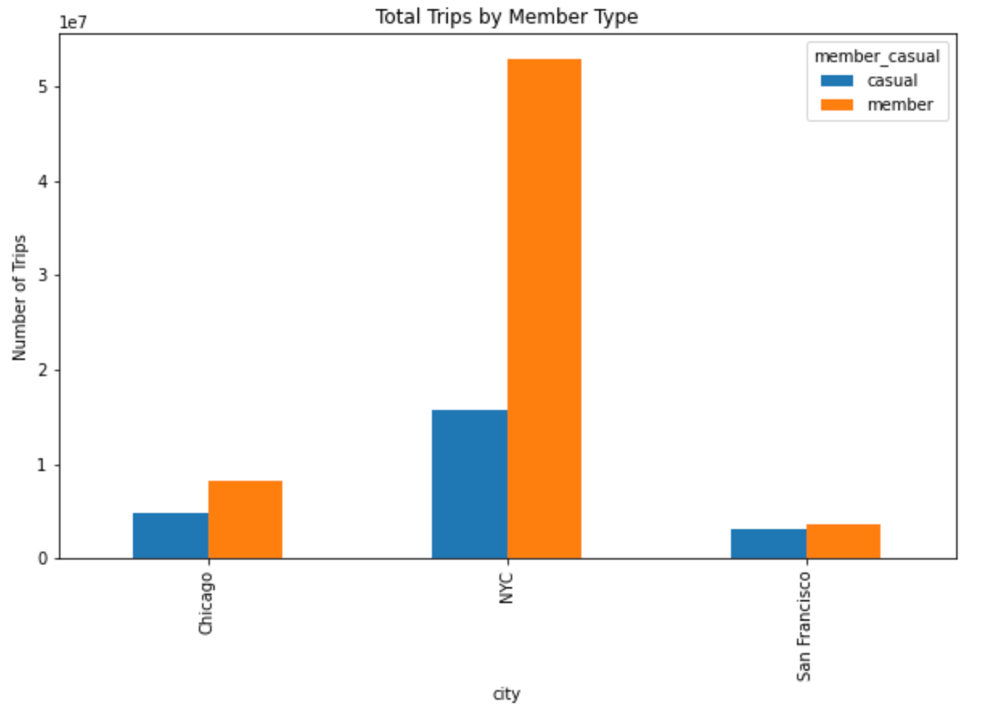 Total Trips by Member Type
1e7
member_casual
casual
member
5
4
3
2
1
0
Number of Trips
Chicago
NYC
San Francisco
city